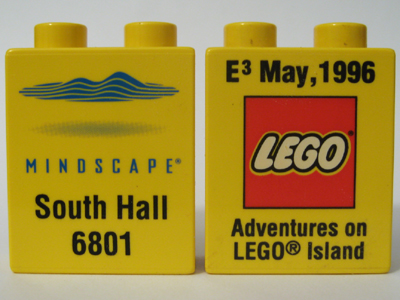 MINDSCAPE®
South Hall
6801
E³ May, 1996
LEGO
Adventures on
LEGO® Island